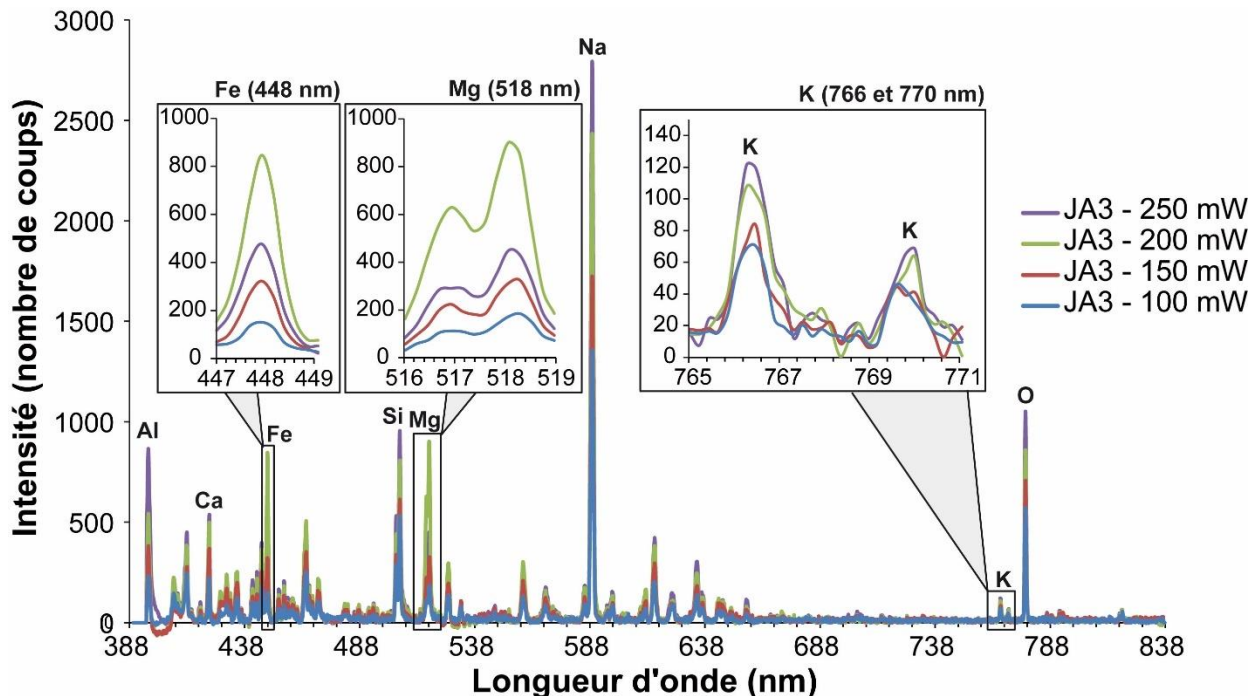 3000
2500
2000
1500
1000
500
0
Intensité (nombre de coups)
388 438 488 538 588 638 688 738 788 838
Longueur d'onde (nm)
Al
Ca
Fe
Si
Mg
Na
K
O
Fe (448 nm)
1000
800
600
400
200
0
447 448 449
Mg (518 nm)
1000
800
600
400
200
0
516 517 518 519
K (766 et 770 nm)
140
120
100
80
60
40
20
0
K
K
765 767 769 771
JA3 - 250 mW
JA3 - 200 mW
JA3 - 150 mW
JA3 - 100 mW